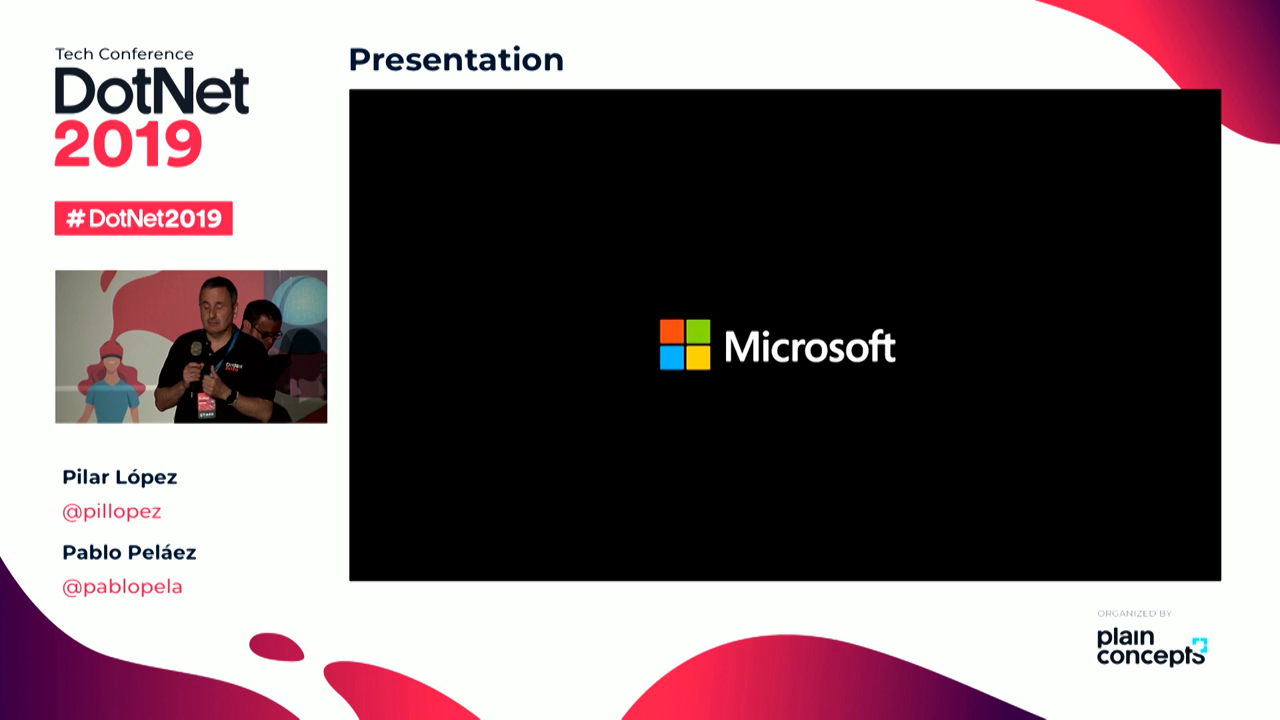 Tech Conference
DotNet
2019
#DotNet2019
Pilar López
@pillopez
Pablo Peláez
@pablopela
Presentation
Microsoft
ORGANIZED BY
plain
concepts